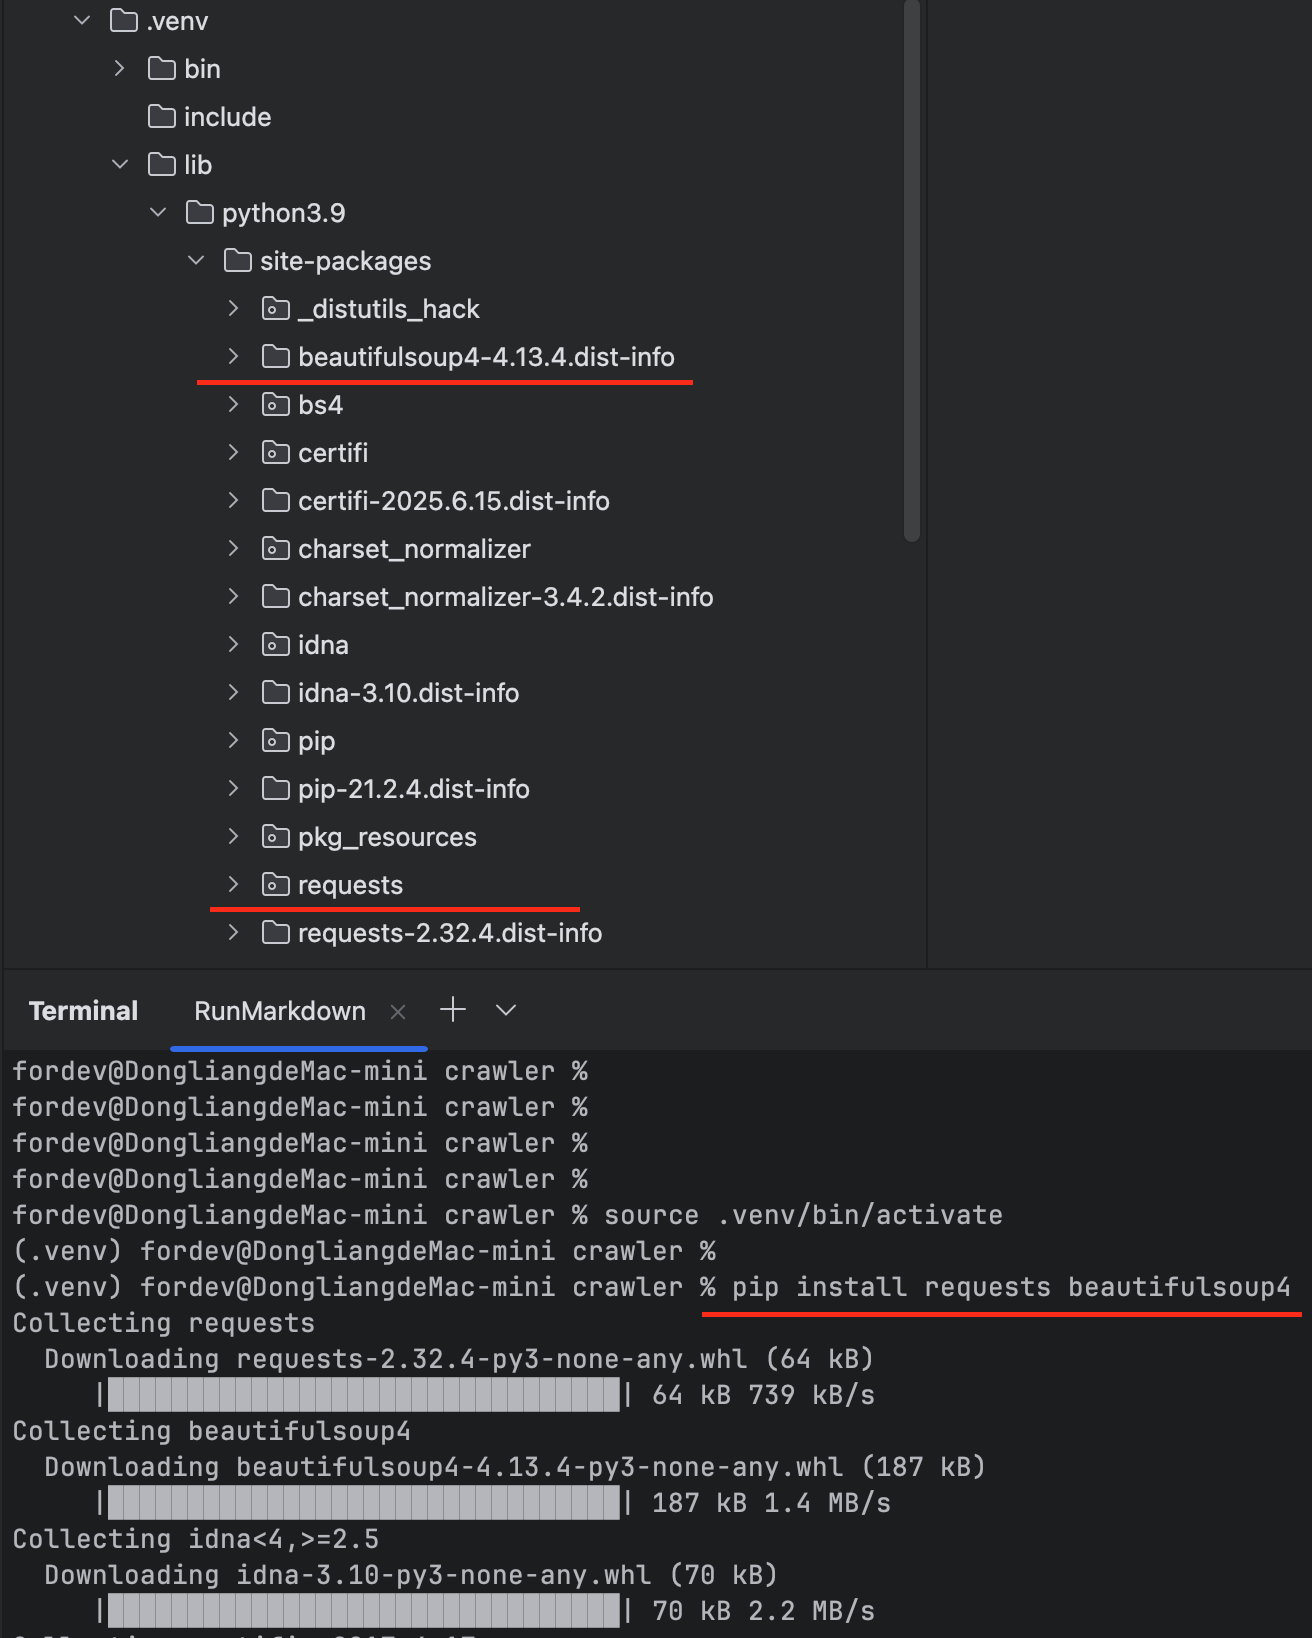 .venv
bin
include
lib
python3.9
site-packages
_distutils_hack
beautifulsoup4-4.13.4.dist-info
bs4
certifi
certifi-2025.6.15.dist-info
charset_normalizer
charset_normalizer-3.4.2.dist-info
idna
idna-3.10.dist-info
pip
pip-21.2.4.dist-info
pkg_resources
requests
requests-2.32.4.dist-info
Terminal RunMarkdown
fordev@DongliangdeMac-mini crawler %
fordev@DongliangdeMac-mini crawler %
fordev@DongliangdeMac-mini crawler %
fordev@DongliangdeMac-mini crawler %
fordev@DongliangdeMac-mini crawler % source .venv/bin/activate
(.venv) fordev@DongliangdeMac-mini crawler %
(.venv) fordev@DongliangdeMac-mini crawler % pip install requests beautifulsoup4
Collecting requests
Downloading requests-2.32.4-py3-none-any.whl (64 kB)
|████████████████████████████████| 64 kB 739 kB/s
Collecting beautifulsoup4
Downloading beautifulsoup4-4.13.4-py3-none-any.whl (187 kB)
|████████████████████████████████| 187 kB 1.4 MB/s
Collecting idna<4,>=2.5
Downloading idna-3.10-py3-none-any.whl (70 kB)
|████████████████████████████████| 70 kB 2.2 MB/s